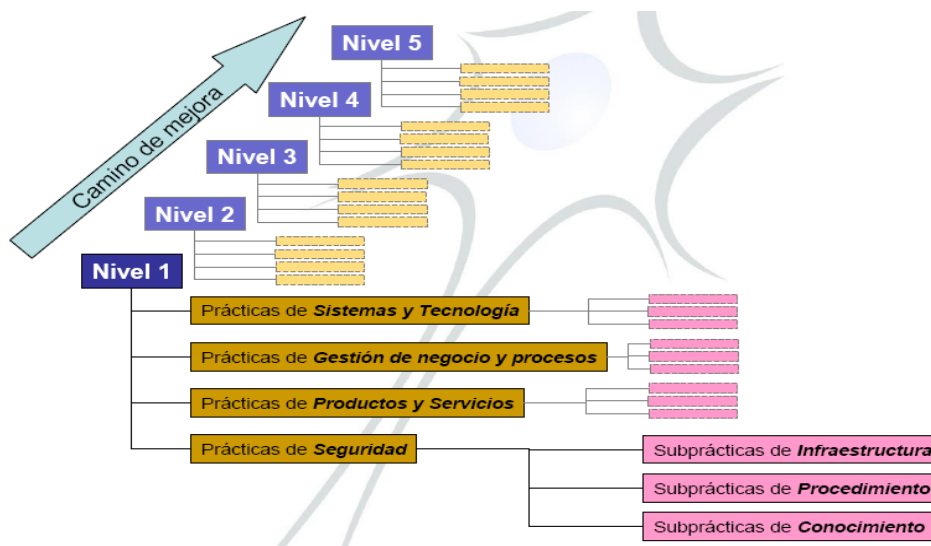 Nivel 5
Nivel 4
Camino de mejora
Nivel 3
Nivel 2
Nivel 1
Prácticas de Sistemas y Tecnología
Prácticas de Gestión de negocio y procesos
Prácticas de Productos y Servicios
Prácticas de Seguridad
Subprácticas de Infraestructura
Subprácticas de Procedimiento
Subprácticas de Conocimiento